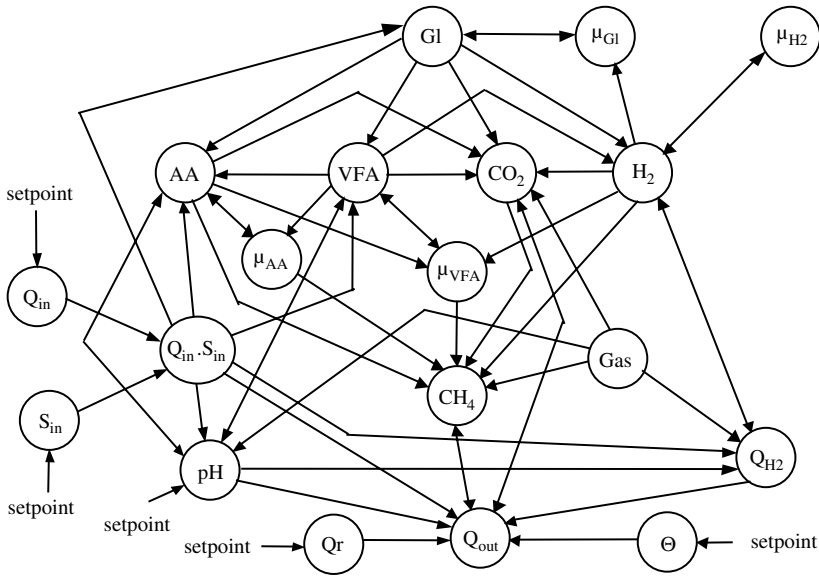 Gl
μGl
μH2
AA
VFA
CO2
H2
setpoint
μAA
μVFA
Qin
Qin.Sin
Gas
CH4
Sin
pH
QH2
setpoint
setpoint
setpoint
Qr
Qout
Θ
setpoint